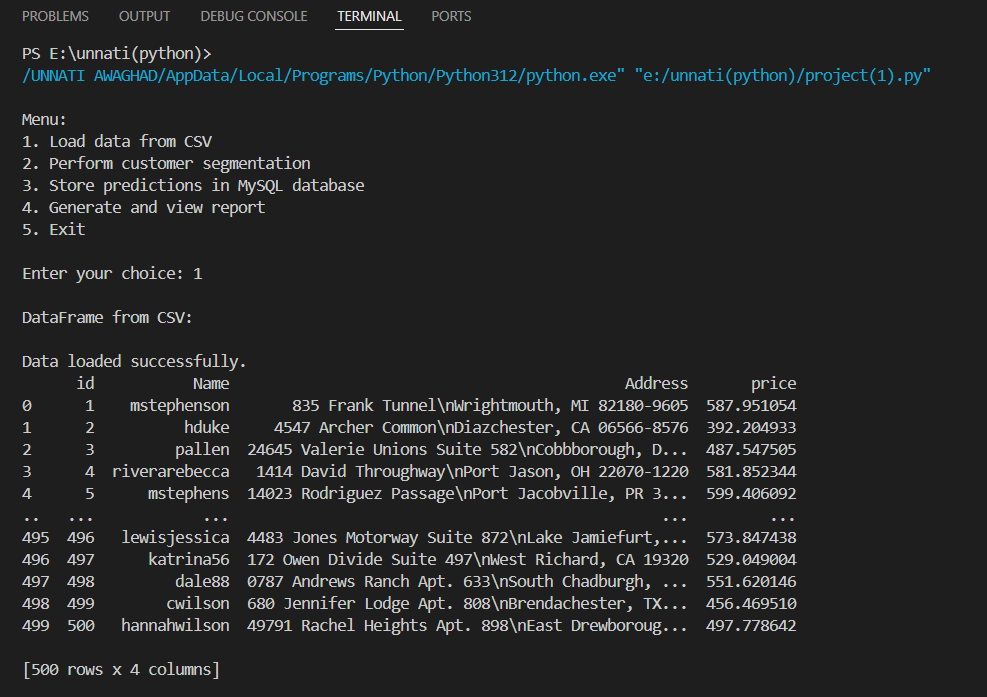 PROBLEMS OUTPUT DEBUG CONSOLE TERMINAL PORTS
PS E:\unnati(python)>
/UNNATI AWAGHAD/AppData/Local/Programs/Python/Python312/python.exe" "e:/unnati(python)/project(1).py"
Menu:
1. Load data from CSV
2. Perform customer segmentation
3. Store predictions in MySQL database
4. Generate and view report
5. Exit
Enter your choice: 1
DataFrame from CSV:
Data loaded successfully.
id Name Address price
0 1 mstephenson 835 Frank Tunnel\nWrightmouth, MI 82180-9605 587.951054
1 2 hduke 4547 Archer Common\nDiazchester, CA 06566-8576 392.204933
2 3 pallen 24645 Valerie Unions Suite 582\nCobbborough, D... 487.547505
3 4 riverarebecca 1414 David Throughway\nPort Jason, OH 22070-1220 581.852344
4 5 mstephens 14023 Rodriguez Passage\nPort Jacobville, PR 3... 599.406092
.. ... ... ... ...
495 496 lewisjessica 4483 Jones Motorway Suite 872\nLake Jamiefurt,... 573.847438
496 497 katrina56 172 Owen Divide Suite 497\nWest Richard, CA 19320 529.049004
497 498 dale88 0787 Andrews Ranch Apt. 633\nSouth Chadburgh, ... 551.620146
498 499 cwilson 680 Jennifer Lodge Apt. 808\nBrendachester, TX... 456.469510
499 500 hannahwilson 49791 Rachel Heights Apt. 898\nEast Drewboroug... 497.778642
[500 rows x 4 columns]